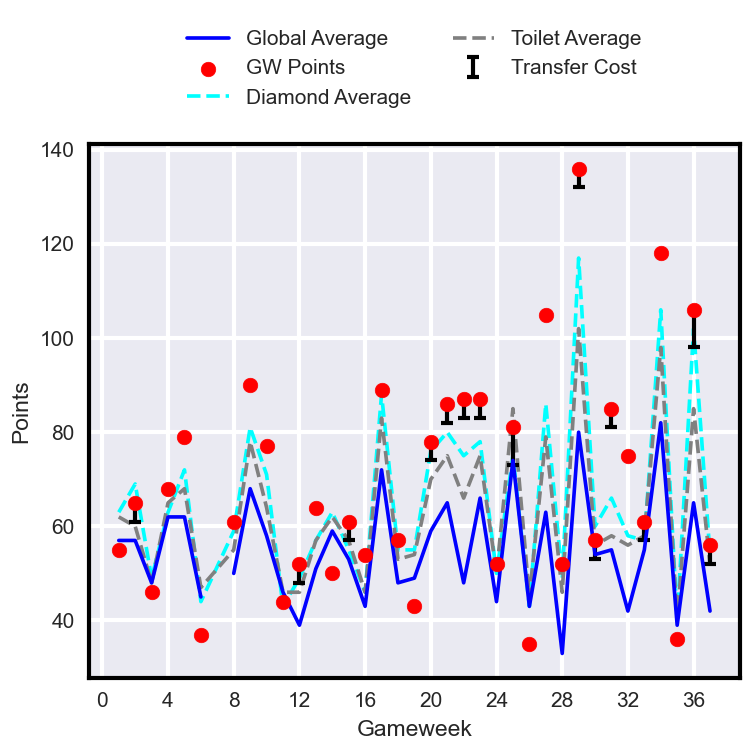 Global Average
GW Points
Diamond Average
Toilet Average
Transfer Cost
140
120
100
80
60
40
Points
0 4 8 12 16 20 24 28 32 36
Gameweek